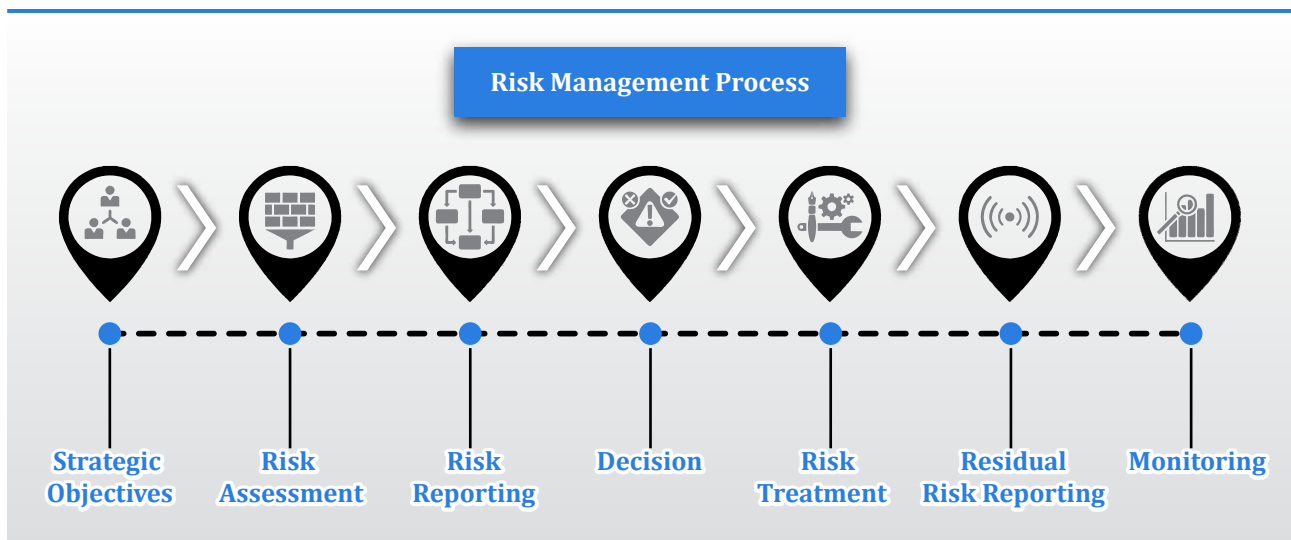 Risk Management Process
Strategic
Objectives
Risk
Assessment
Risk
Reporting
Decision
Risk
Treatment
Residual
Risk Reporting
Monitoring